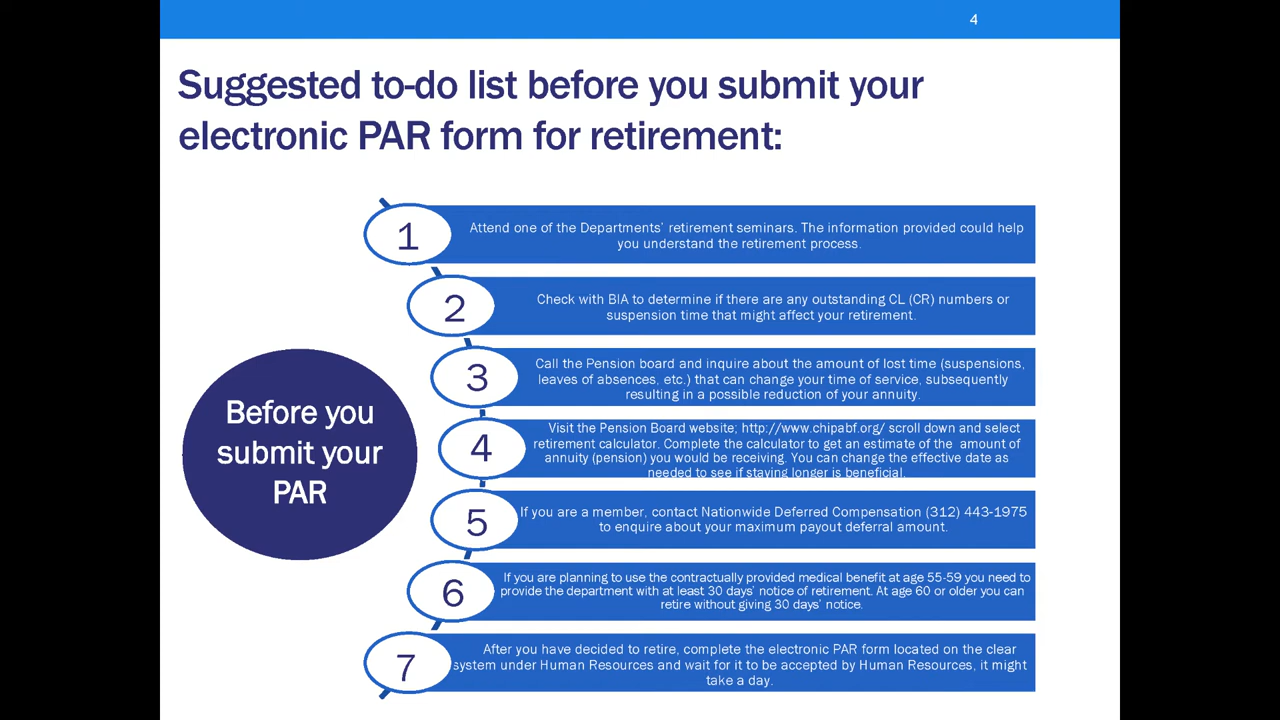 4
Suggested to-do list before you submit your
electronic PAR form for retirement:
Before you
submit your
PAR
1
Attend one of the Departments' retirement seminars. The information provided could help
you understand the retirement process.
2
Check with BIA to determine if there are any outstanding CL (CR) numbers or
suspension time that might affect your retirement.
3
Call the Pension board and inquire about the amount of lost time (suspensions,
leaves of absences, etc.) that can change your time of service, subsequently
resulting in a possible reduction of your annuity.
4
Visit the Pension Board website; http://www.chipabf.org/ scroll down and select
retirement calculator. Complete the calculator to get an estimate of the amount of
annuity (pension) you would be receiving. You can change the effective date as
needed to see if staying longer is beneficial.
5
If you are a member, contact Nationwide Deferred Compensation (312) 443-1975
to enquire about your maximum payout deferral amount.
6
If you are planning to use the contractually provided medical benefit at age 55-59 you need to
provide the department with at least 30 days' notice of retirement. At age 60 or older you can
retire without giving 30 days' notice.
7
After you have decided to retire, complete the electronic PAR form located on the clear
system under Human Resources and wait for it to be accepted by Human Resources, it might
take a day.